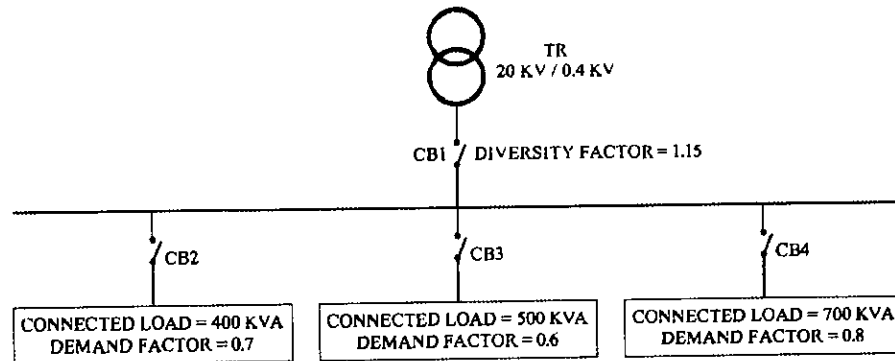 TR
20 KV / 0.4 KV
CB1 DIVERSITY FACTOR = 1.15
CB2
CB3
CB4
CONNECTED LOAD = 400 KVA
DEMAND FACTOR = 0.7
CONNECTED LOAD = 500 KVA
DEMAND FACTOR = 0.6
CONNECTED LOAD = 700 KVA
DEMAND FACTOR = 0.8